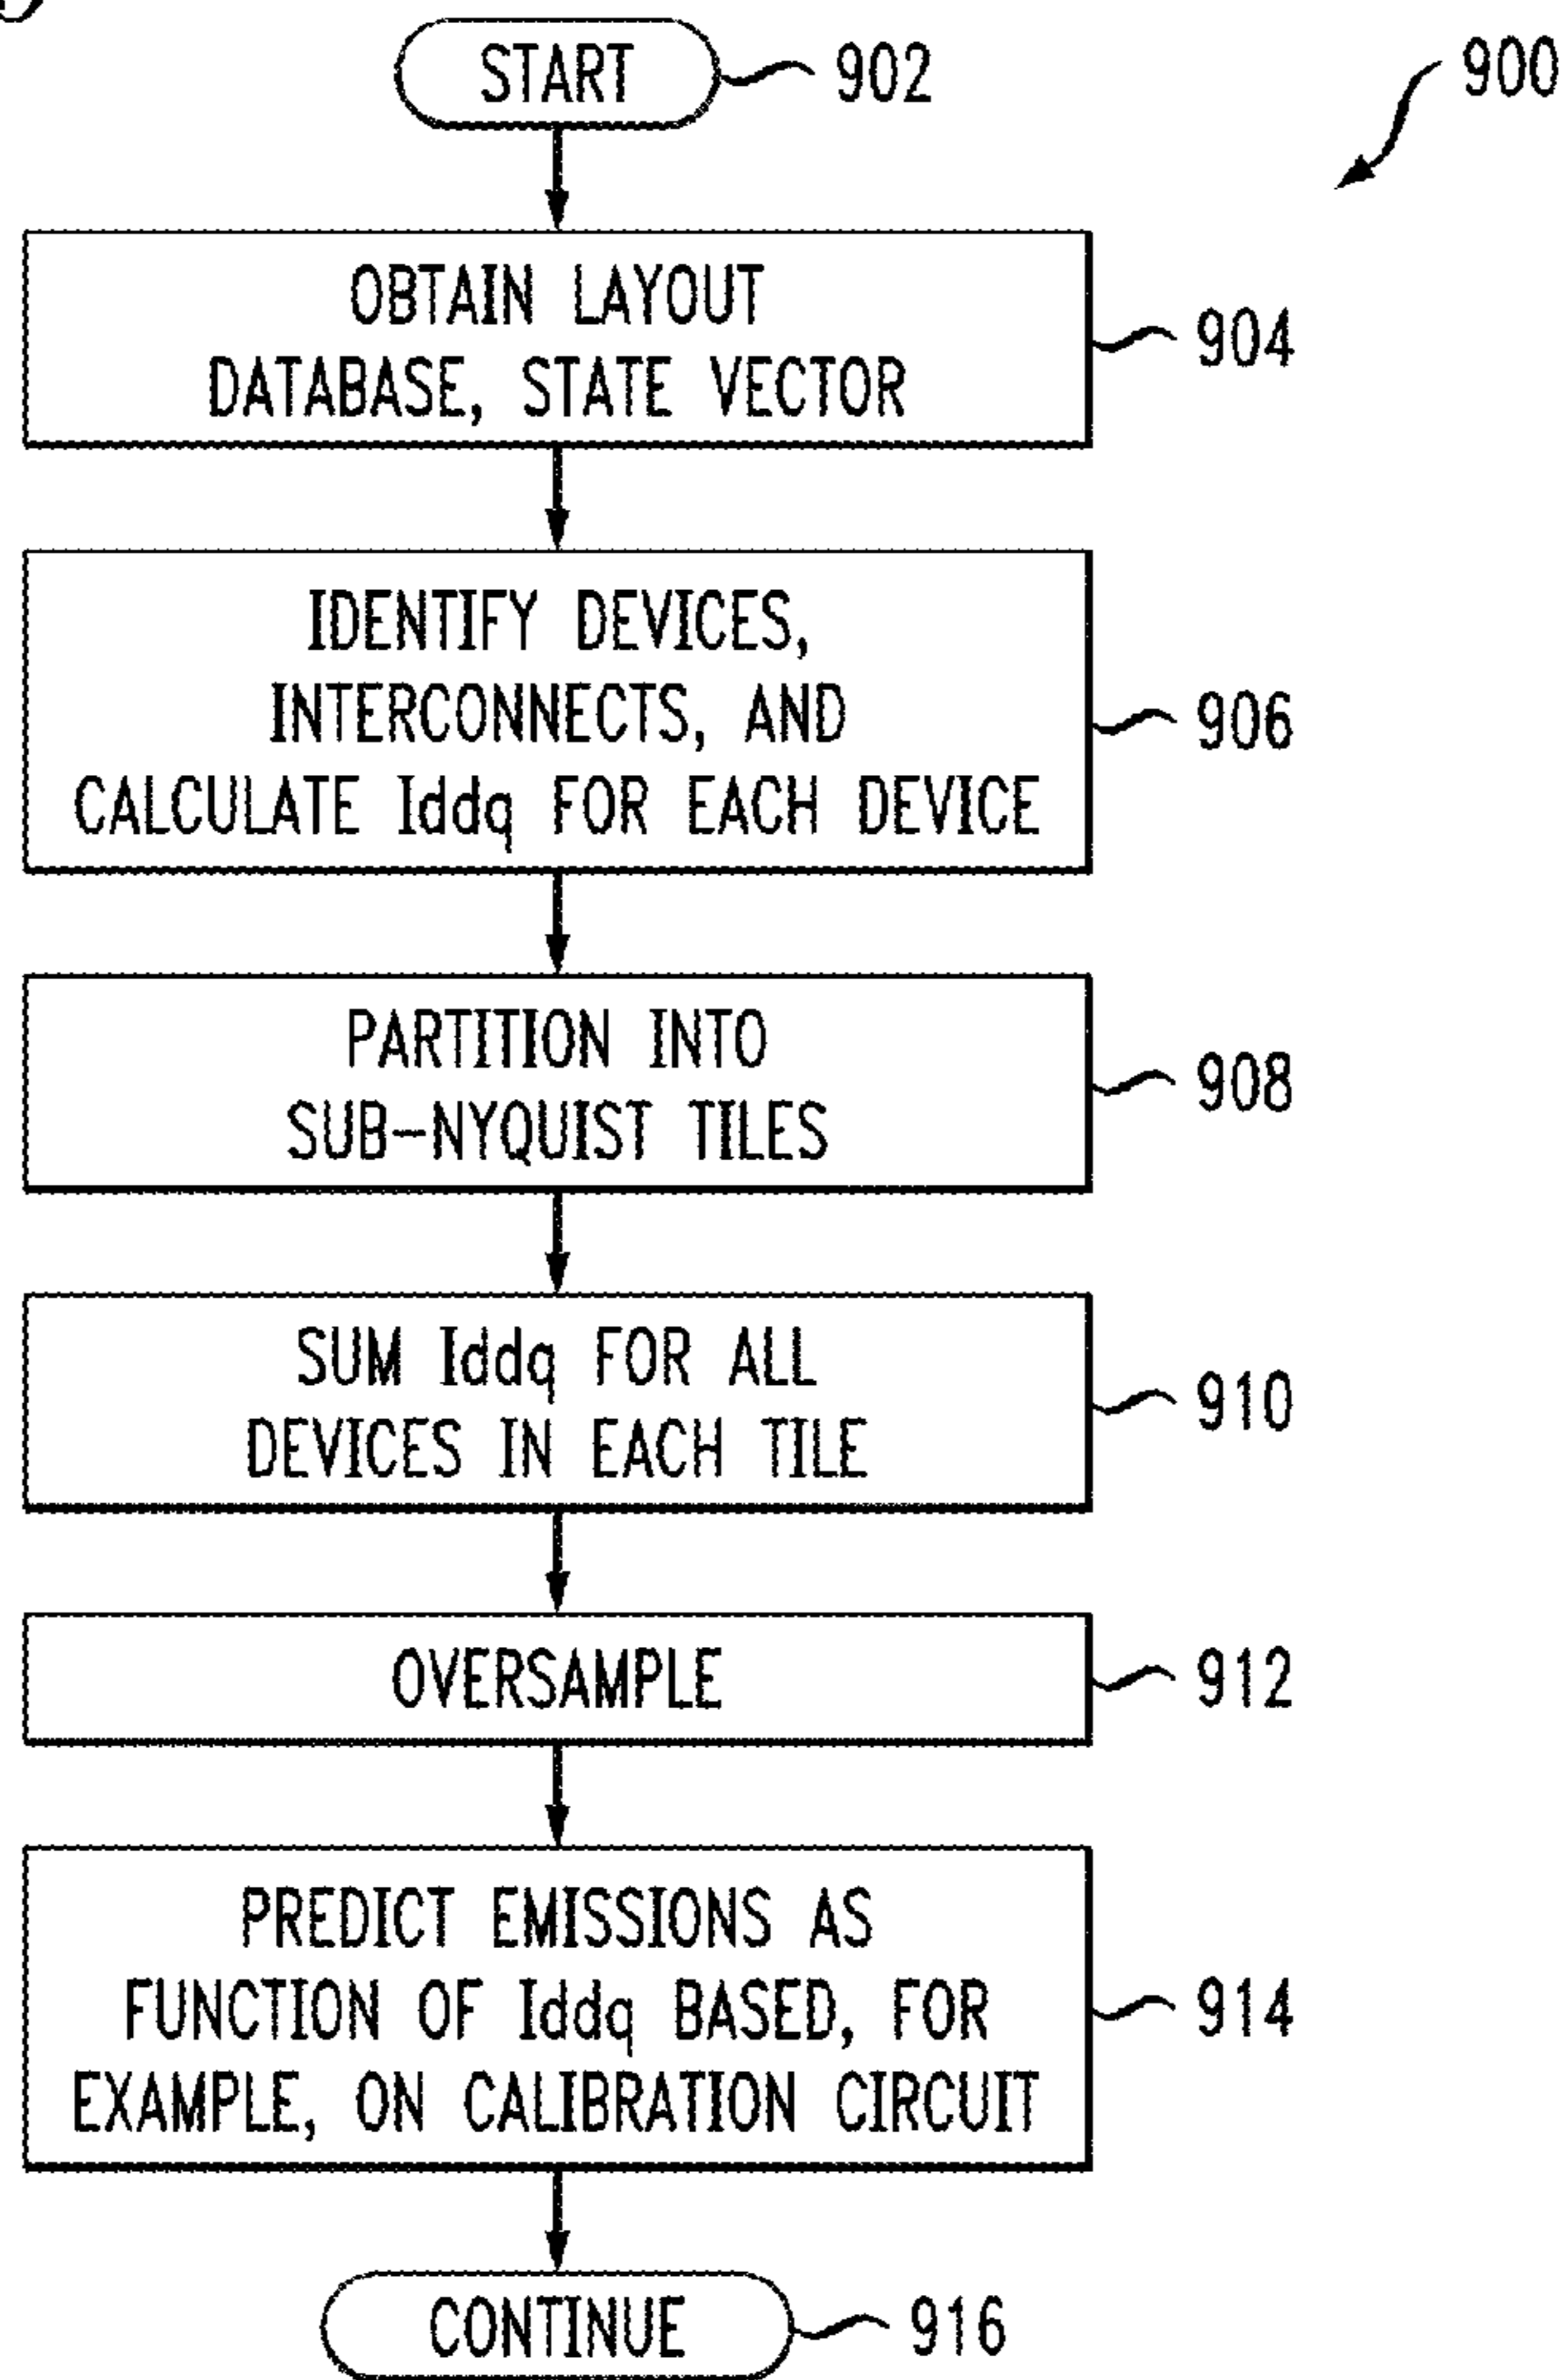 START
902
900
OBTAIN LAYOUT
DATABASE, STATE VECTOR
904
IDENTIFY DEVICES,
INTERCONNECTS, AND
CALCULATE Iddq FOR EACH DEVICE
906
PARTITION INTO
SUB-NYQUIST TILES
908
SUM Iddq FOR ALL
DEVICES IN EACH TILE
910
OVERSAMPLE
912
PREDICT EMISSIONS AS
FUNCTION OF Iddq BASED, FOR
EXAMPLE, ON CALIBRATION CIRCUIT
914
CONTINUE
916